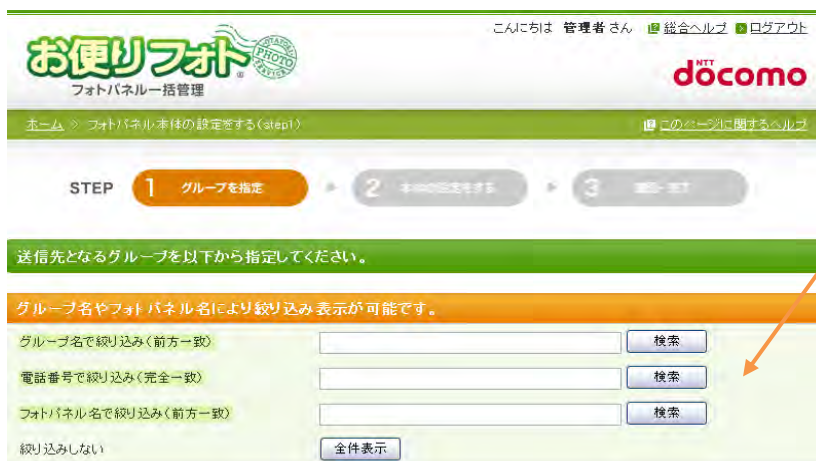 こんにちは 管理者 さん 総合ヘルプ ログアウト
お便りフォト®
PHOTO
フォトパネル一括管理
NTT
döcomo
ホーム > フォトパネル本体の設定をする(step1) このページに関するヘルプ
STEP 1 グループを指定 2 本体の設定をする 3
送信先となるグループを以下から指定してください。
グループ名やフォトパネル名により絞り込み表示が可能です。
グループ名で絞り込み(前方一致) 検索
電話番号で絞り込み(完全一致) 検索
フォトパネル名で絞り込み(前方一致) 検索
絞り込みしない 全件表示